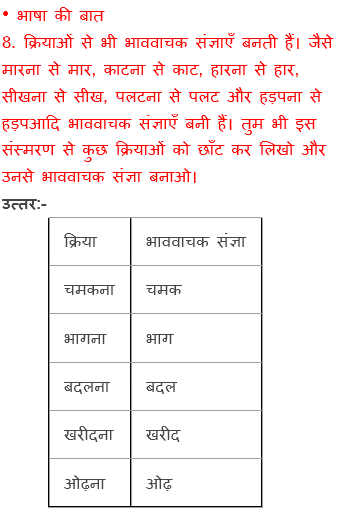 • भाषा की बात
8. क्रियाओं से भी भाववाचक संज्ञाएँ बनती हैं। जैसे
मारना से मार, काटना से काट, हारना से हार,
सीखना से सीख, पलटना से पलट और हड़पना से
हड़पआदि भाववाचक संज्ञाएँ बनी हैं। तुम भी इस
संस्मरण से कुछ क्रियाओं को छाँट कर लिखो और
उनसे भाववाचक संज्ञा बनाओ।
उत्तर:-
क्रिया भाववाचक संज्ञा
चमकना चमक
भागना भाग
बदलना बदल
खरीदना खरीद
ओढ़ना ओढ़